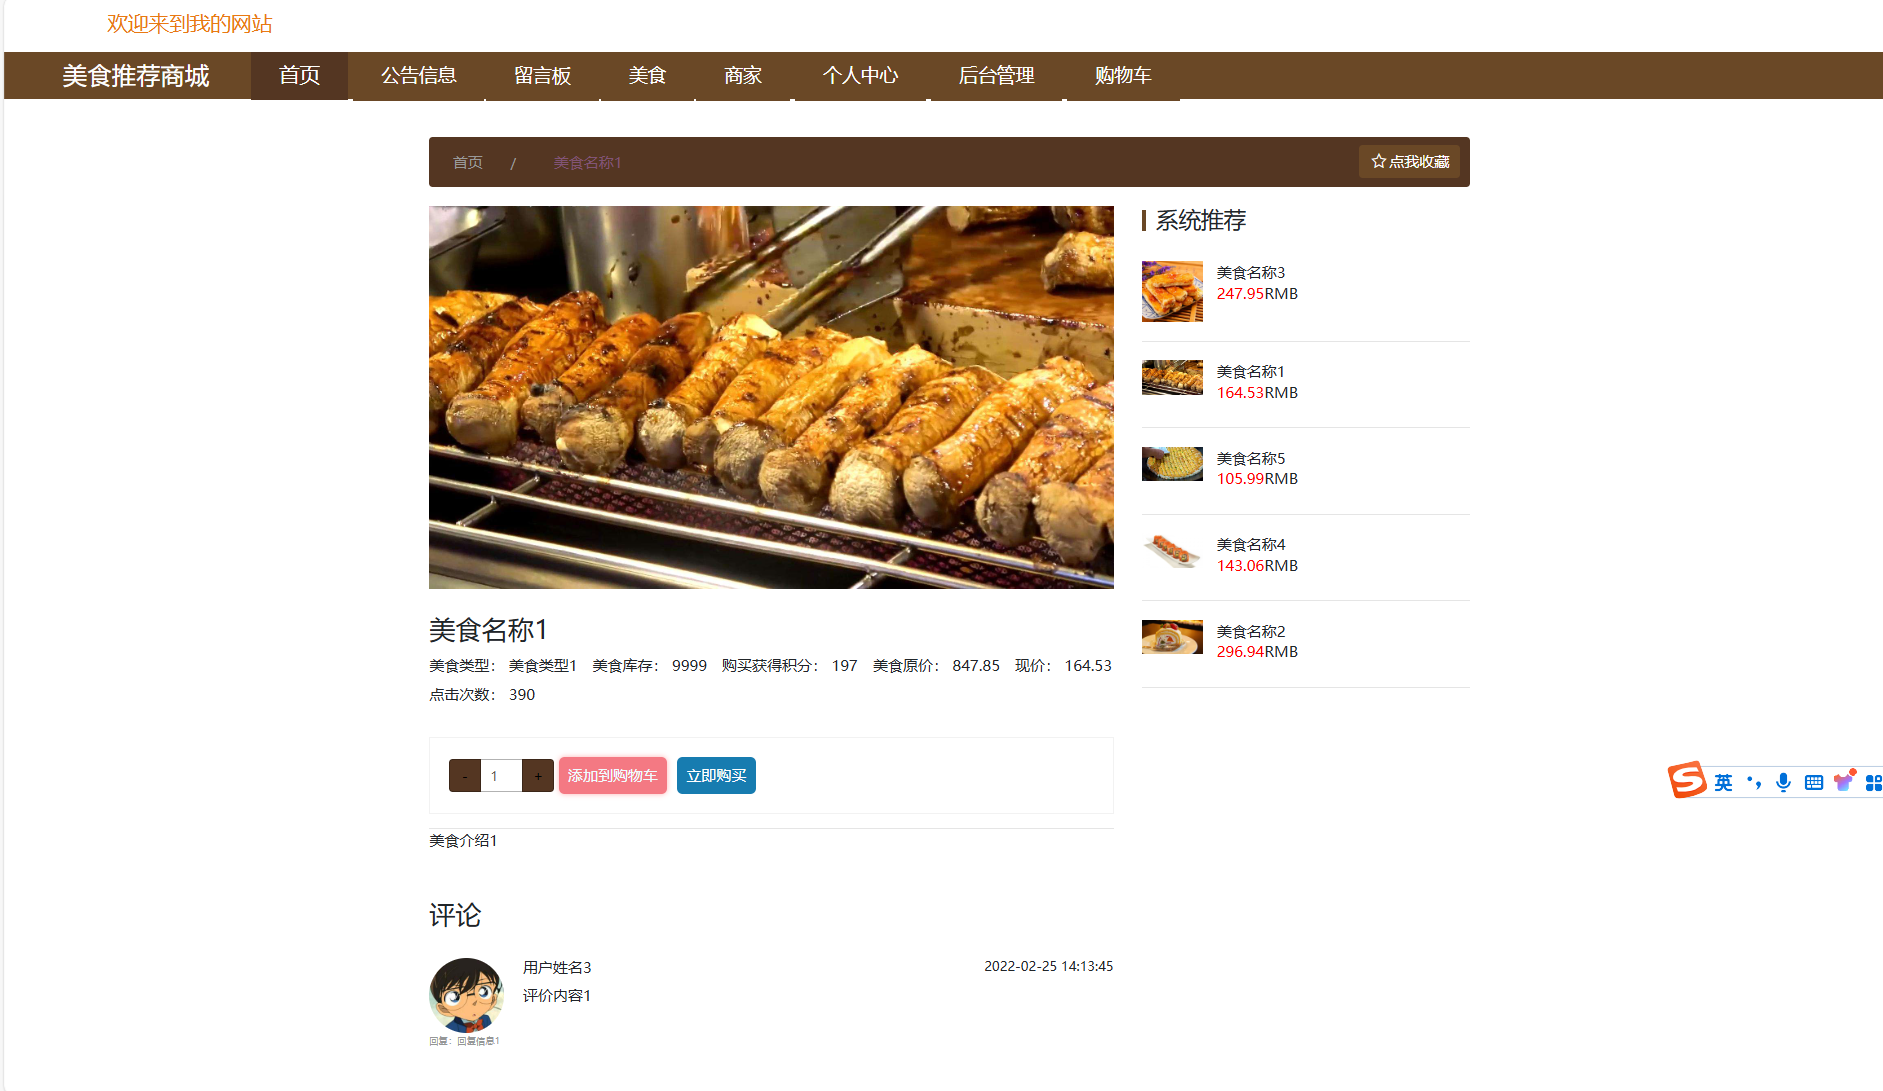 欢迎来到我的网站
美食推荐商城 首页 公告信息 留言板 美食 商家 个人中心 后台管理 购物车
首页 / 美食名称1 点我收藏
系统推荐
美食名称3
247.95RMB
美食名称1
164.53RMB
美食名称5
105.99RMB
美食名称4
143.06RMB
美食名称2
296.94RMB
美食名称1
美食类型： 美食类型1 美食库存： 9999 购买获得积分： 197 美食原价： 847.85 现价： 164.53
点击次数： 390
- 1 + 添加到购物车 立即购买
美食介绍1
评论
用户姓名3 2022-02-25 14:13:45
评价内容1
回复：回复信息1
S 英